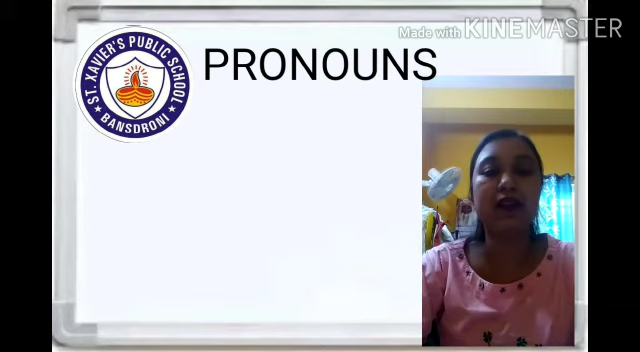 Made with KINEMASTER
PRONOUNS
ST. XAVIER'S PUBLIC SCHOOL
★ BANSDRONI ★